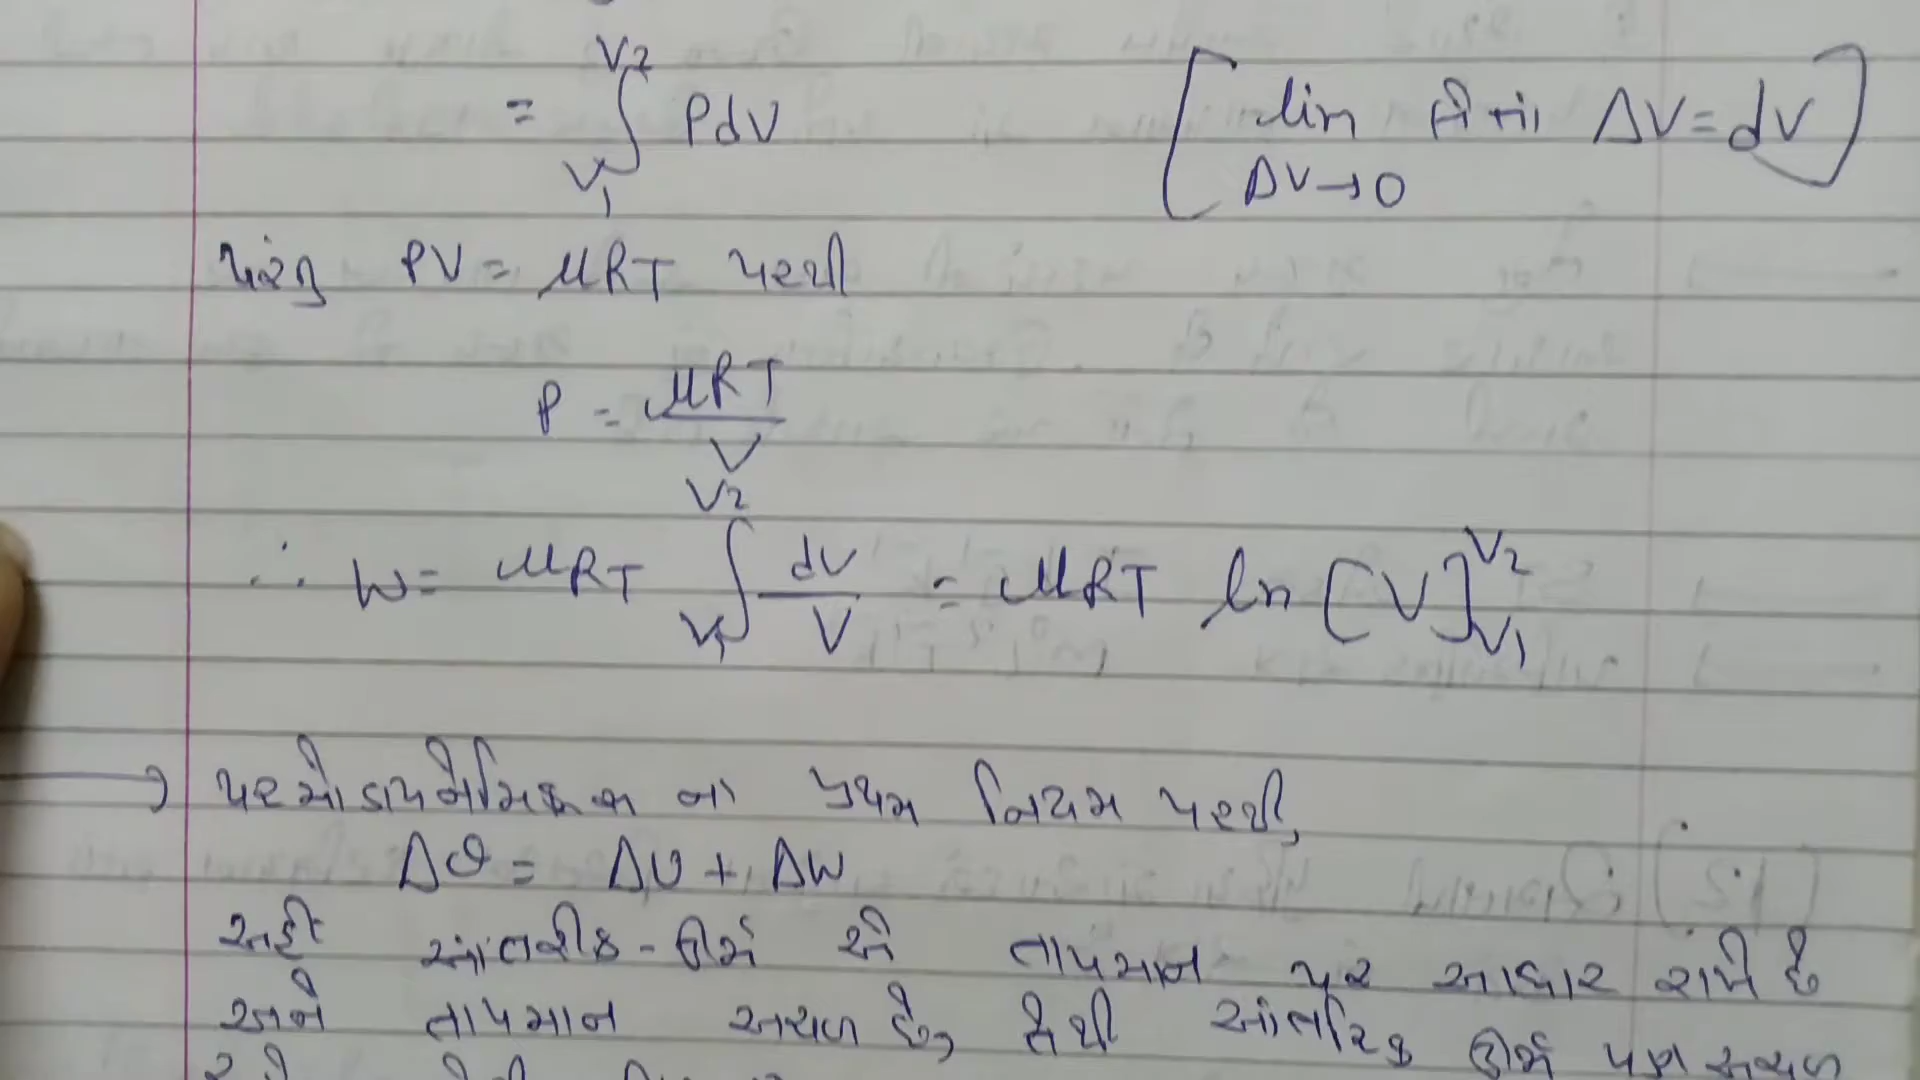 = ∫ V₁ V₂ PdV [ lim ΔV→0 લેતાં ΔV = dV ]
પરંતુ PV = μRT પરથી
P = μRT / V
∴ W = μRT ∫ V₁ V₂ dV / V = μRT ln [V] V₁ V₂
→ થરમોડાયનેમિકસ ના પ્રથમ નિયમ પરથી,
ΔQ = ΔU + ΔW
અહીં આંતરીક-ઊર્જા એ તાપમાન પર આધાર રાખે છે
અને તાપમાન અચળ છે, તેથી આંતરિક ઊર્જા પણ અચળ